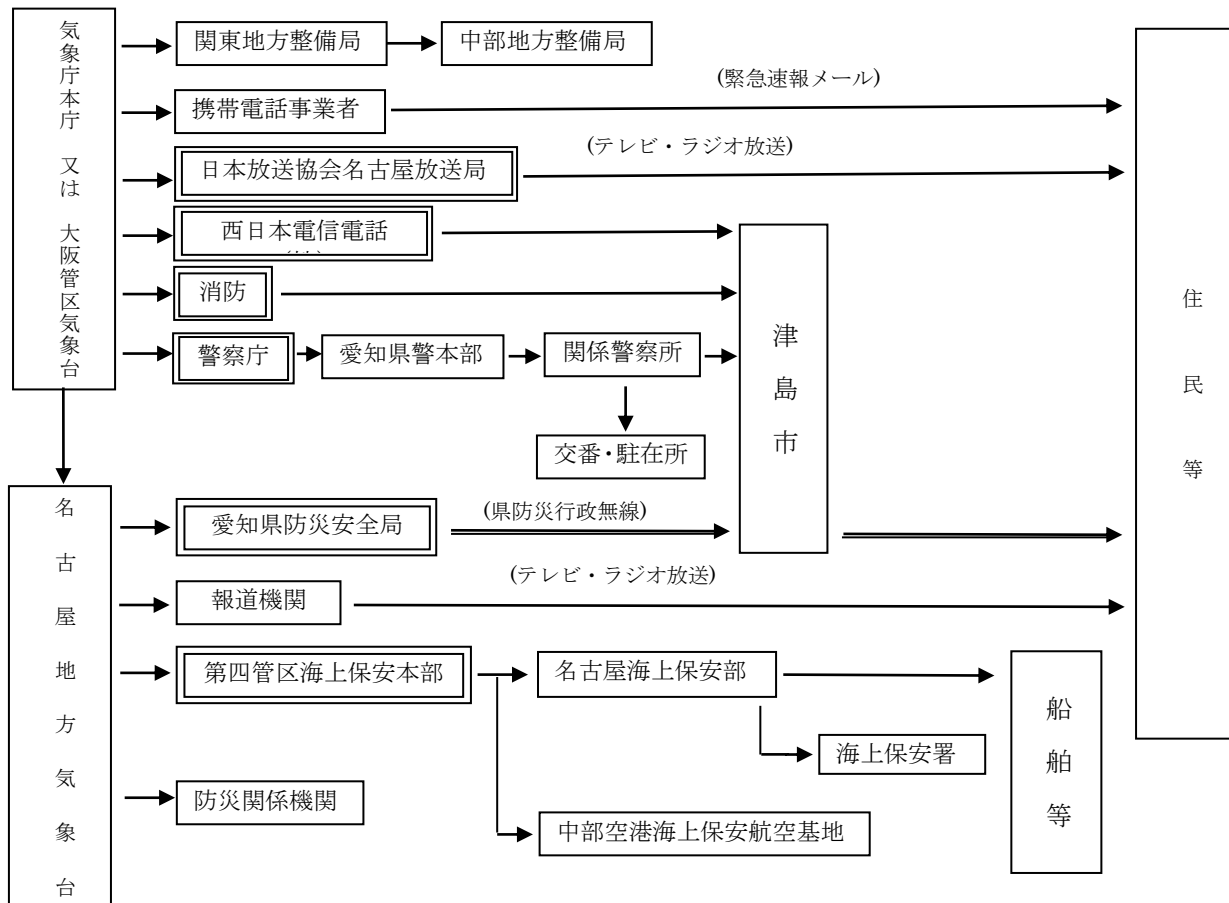 気象庁本庁 又は 大阪管区気象台
関東地方整備局
中部地方整備局
携帯電話事業者
(緊急速報メール)
日本放送協会名古屋放送局
(テレビ・ラジオ放送)
西日本電信電話
消防
警察庁
愛知県警本部
関係警察所
交番・駐在所
津島市
住民等
名古屋地方気象台
愛知県防災安全局
(県防災行政無線)
報道機関
(テレビ・ラジオ放送)
第四管区海上保安本部
名古屋海上保安部
海上保安署
中部空港海上保安航空基地
船舶等
防災関係機関